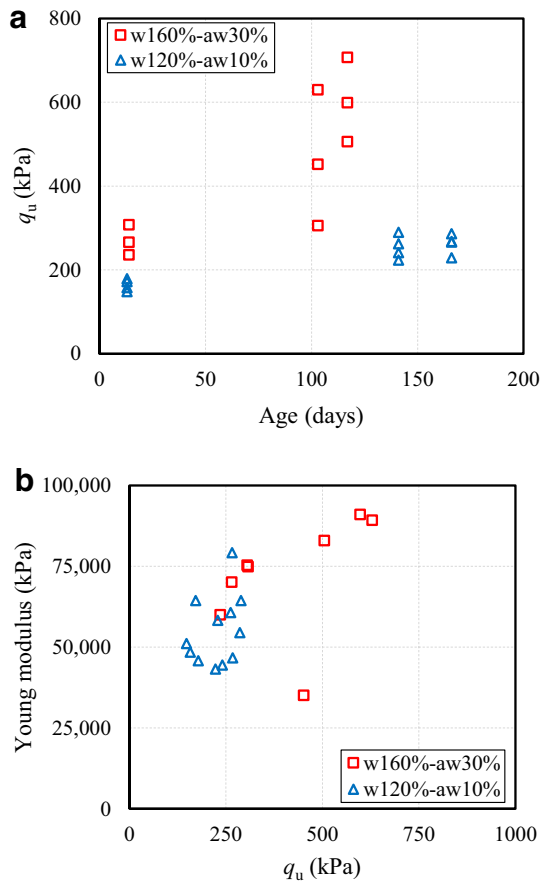 a
w160%-aw30%
w120%-aw10%
800
600
400
200
0
qu (kPa)
0 50 100 150 200
Age (days)
b
100,000
75,000
50,000
25,000
0
Young modulus (kPa)
w160%-aw30%
w120%-aw10%
0 250 500 750 1000
qu (kPa)